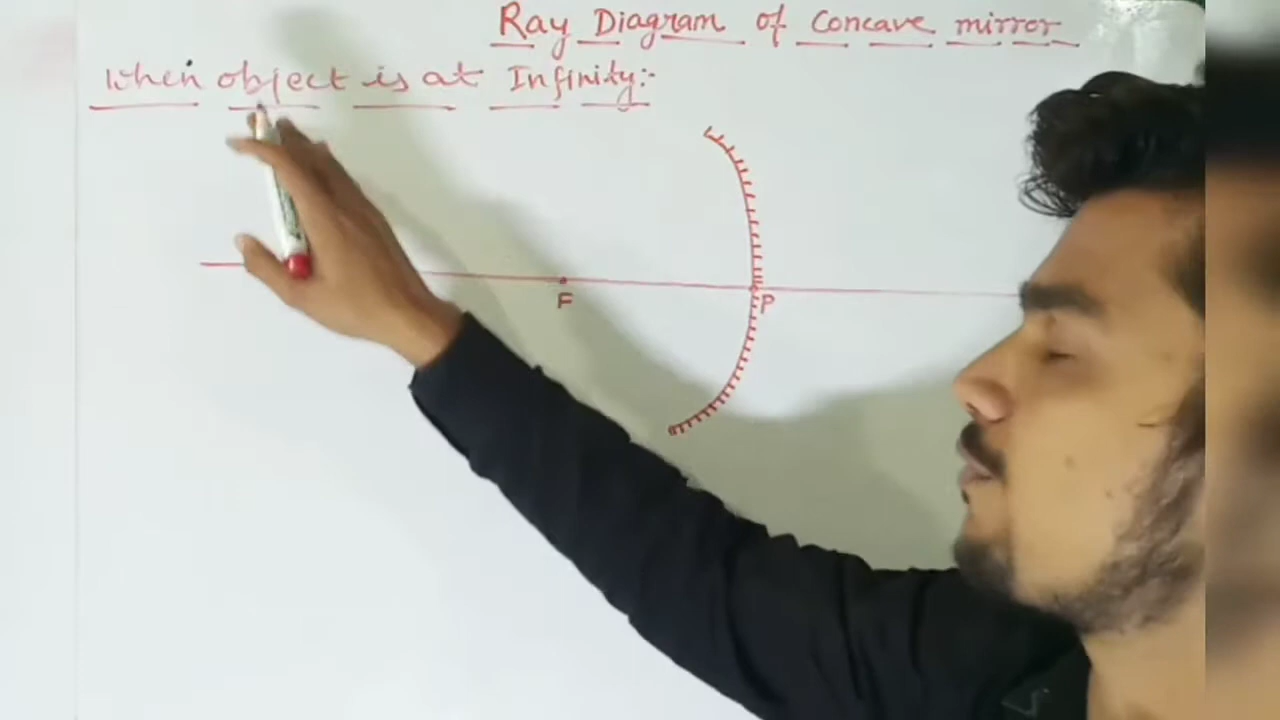 Ray Diagram of Concave mirror
When object is at Infinity:-
F
P